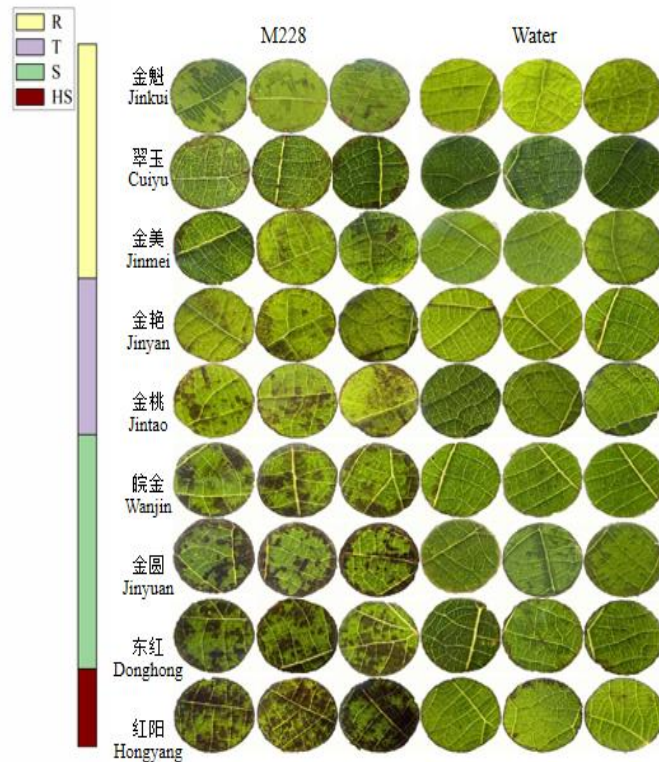 R
T
S
HS
M228 Water
金魁
Jinkui
翠玉
Cuiyu
金美
Jinmei
金艳
Jinyan
金桃
Jintao
皖金
Wanjin
金圆
Jinyuan
东红
Donghong
红阳
Hongyang